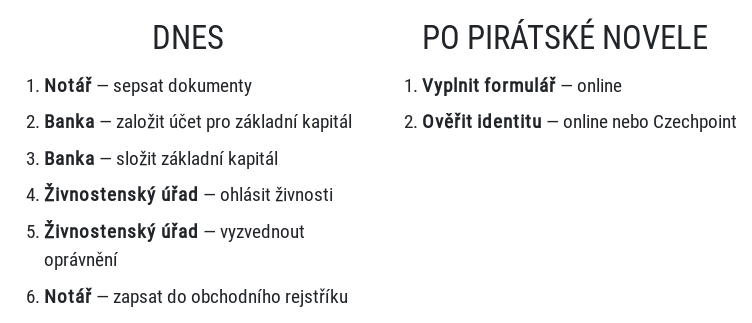 DNES
1. Notář — sepsat dokumenty
2. Banka — založit účet pro základní kapitál
3. Banka — složit základní kapitál
4. Živnostenský úřad — ohlásit živnosti
5. Živnostenský úřad — vyzvednout
oprávnění
6. Notář — zapsat do obchodního rejstříku
PO PIRÁTSKÉ NOVELE
1. Vyplnit formulář — online
2. Ověřit identitu — online nebo Czechpoint